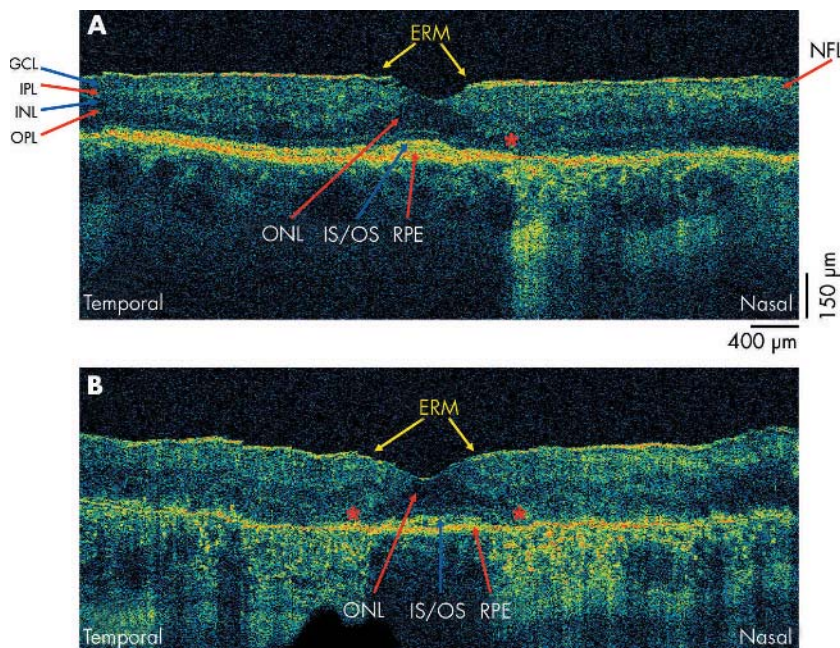 A
ERM
GCL
IPL
INL
OPL
NFL
*
ONL IS/OS RPE
Temporal
Nasal
150 µm
400 µm
B
ERM
* *
ONL IS/OS RPE
Temporal
Nasal